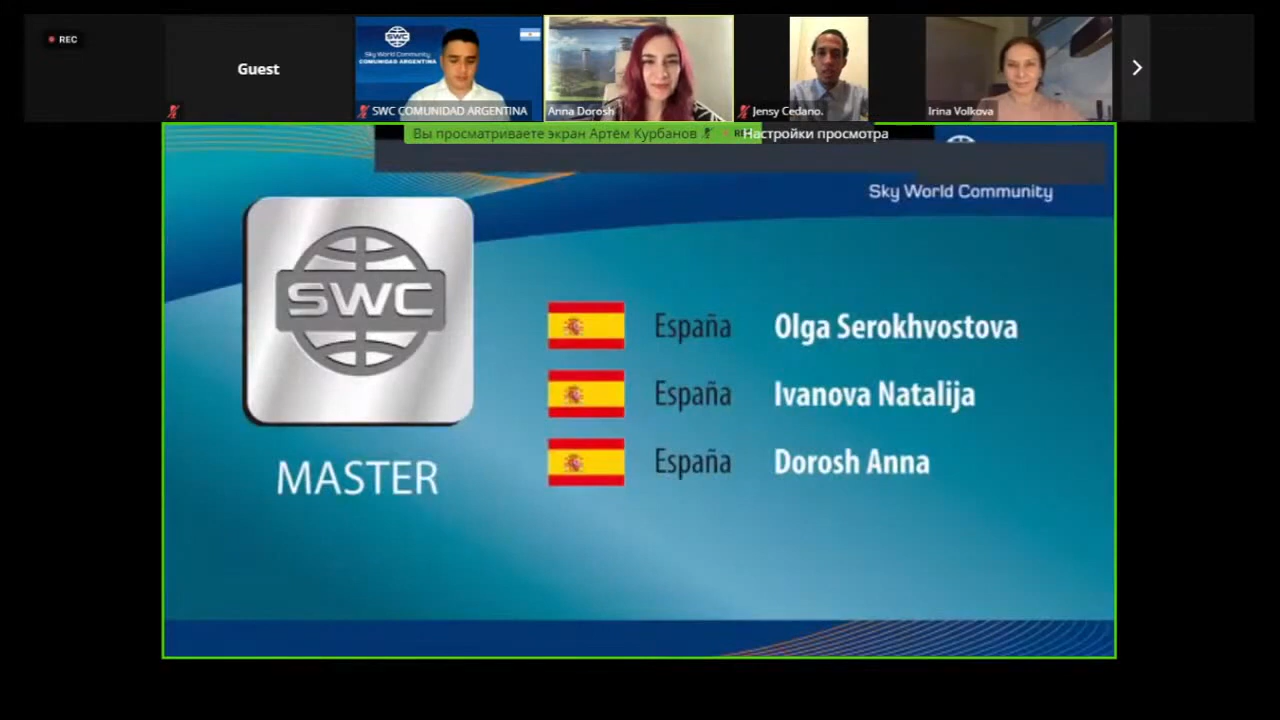 REC
Guest
SWC
Sky World Community
COMUNIDAD ARGENTINA
SWC COMUNIDAD ARGENTINA
Anna Dorosh
Jensy Cedano.
Irina Volkova
Вы просматриваете экран Артём Курбанов
Настройки просмотра
Sky World Community
SWC
MASTER
España Olga Serokhvostova
España Ivanova Natalija
España Dorosh Anna